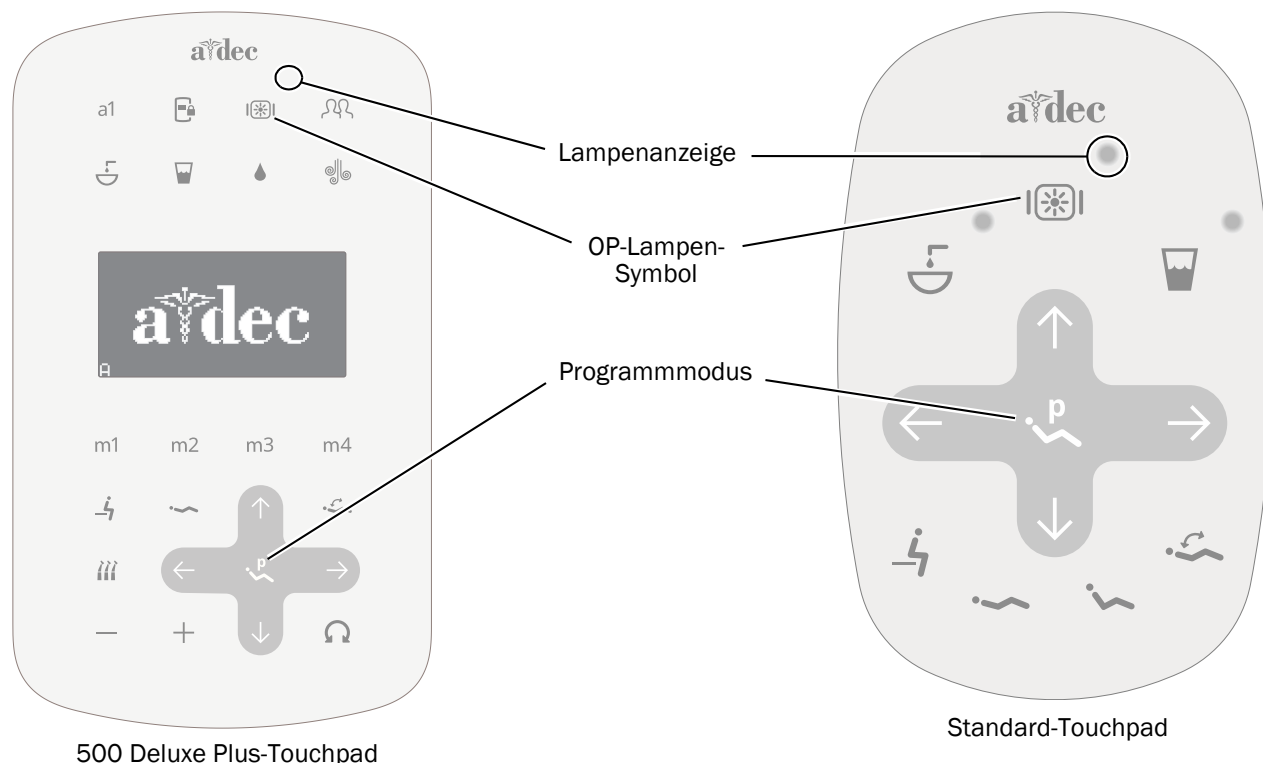 a dec
a dec
a1
Lampenanzeige
OP-Lampen-
Symbol
a dec
A
Programmmodus
p
m1 m2 m3 m4
p
Standard-Touchpad
500 Deluxe Plus-Touchpad